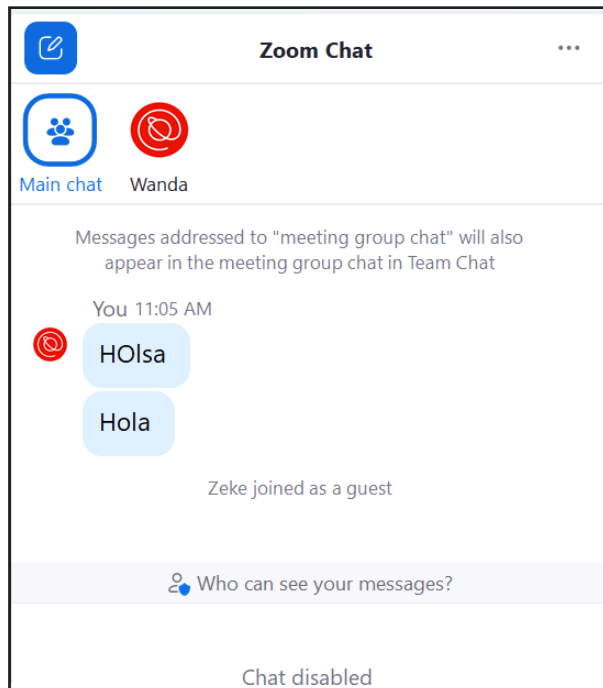 Zoom Chat
Main chat
Wanda
Messages addressed to "meeting group chat" will also
appear in the meeting group chat in Team Chat
You 11:05 AM
HOlsa
Hola
Zeke joined as a guest
Who can see your messages?
Chat disabled